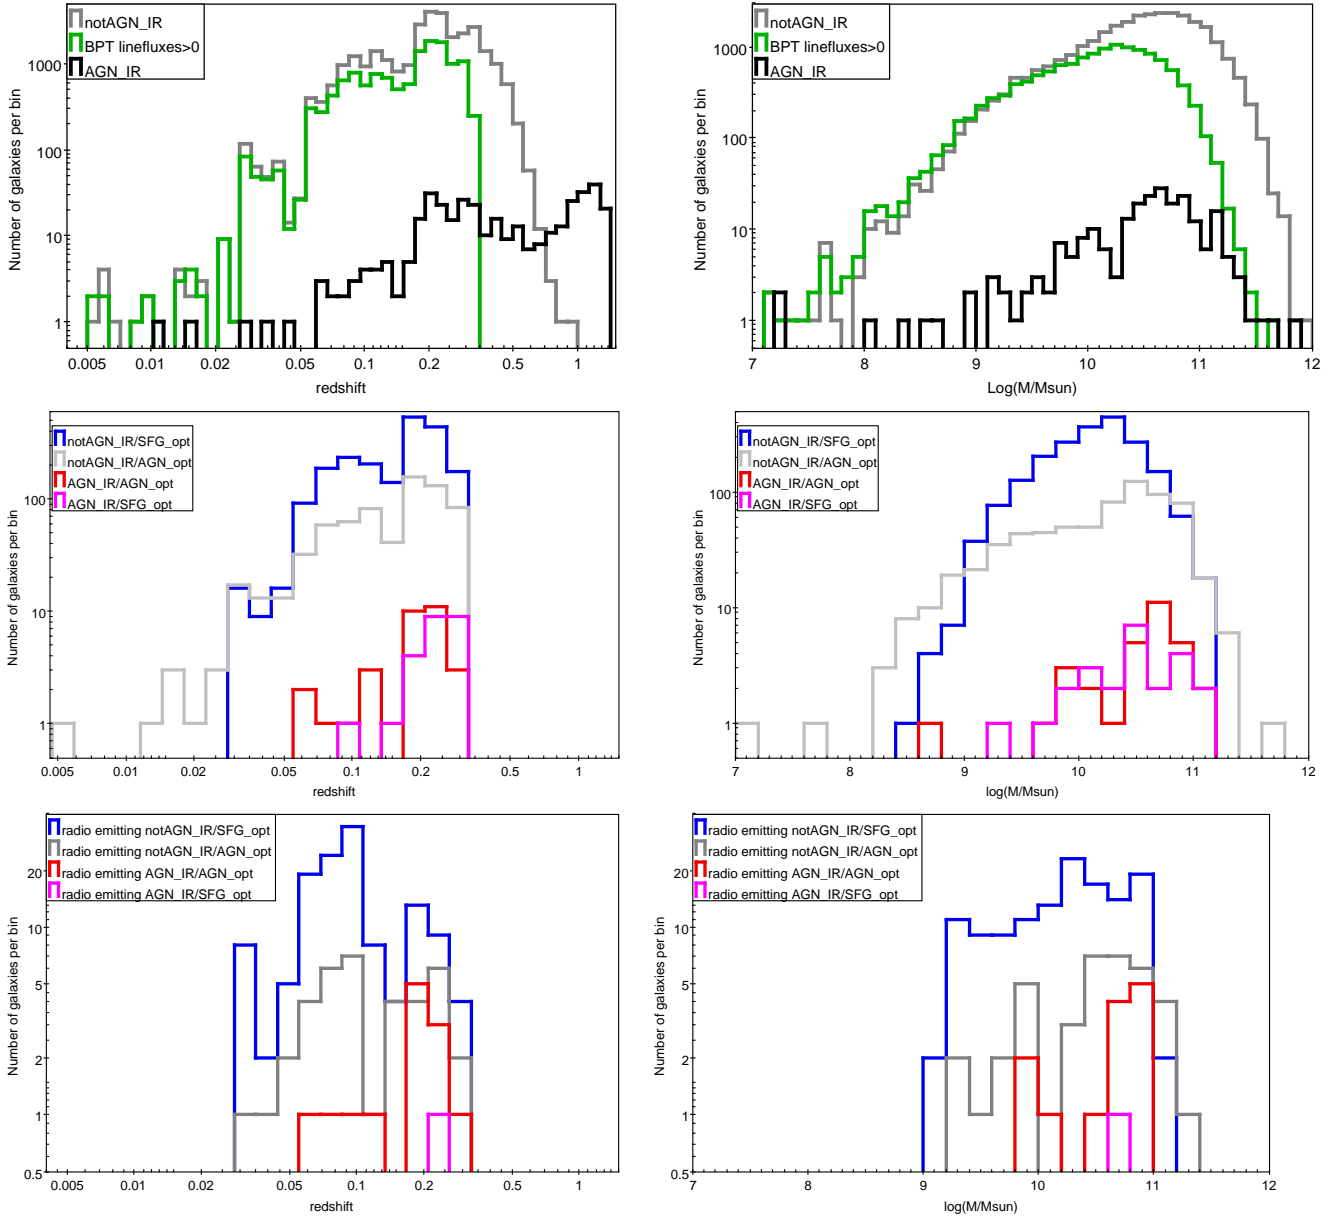 notAGN_IR
BPT linefluxes>0
AGN_IR
Number of galaxies per bin
1000
100
10
1
0.005
0.01
0.02
0.05
0.1
0.2
0.5
1
redshift
notAGN_IR
BPT linefluxes>0
AGN_IR
Number of galaxies per bin
1000
100
10
1
7
8
9
10
11
12
Log(M/Msun)
notAGN_IR/SFG_opt
notAGN_IR/AGN_opt
AGN_IR/AGN_opt
AGN_IR/SFG_opt
Number of galaxies per bin
100
10
1
0.005
0.01
0.02
0.05
0.1
0.2
0.5
1
redshift
notAGN_IR/SFG_opt
notAGN_IR/AGN_opt
AGN_IR/AGN_opt
AGN_IR/SFG_opt
Number of galaxies per bin
100
10
1
7
8
9
10
11
12
log(M/Msun)
radio emitting notAGN_IR/SFG_opt
radio emitting notAGN_IR/AGN_opt
radio emitting AGN_IR/AGN_opt
radio emitting AGN_IR/SFG_opt
Number of galaxies per bin
20
10
5
2
1
0.5
0.005
0.01
0.02
0.05
0.1
0.2
0.5
1
redshift
radio emitting notAGN_IR/SFG_opt
radio emitting notAGN_IR/AGN_opt
radio emitting AGN_IR/AGN_opt
radio emitting AGN_IR/SFG_opt
Number of galaxies per bin
20
10
5
2
1
0.5
7
8
9
10
11
12
log(M/Msun)